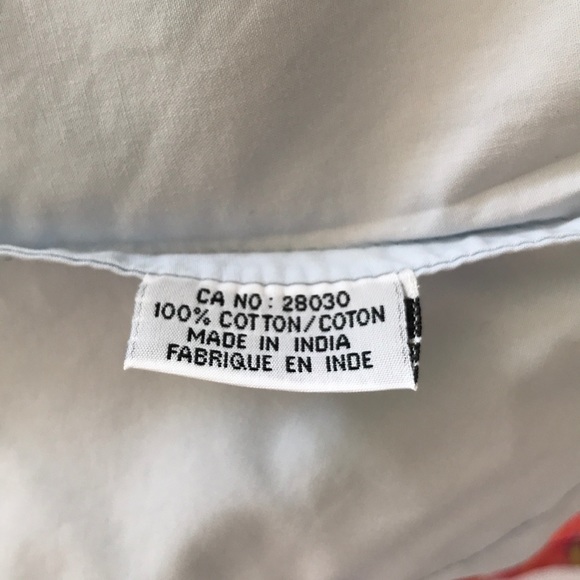 CA NO: 28030
100% COTTON/COTON
MADE IN INDIA
FABRIQUE EN INDE